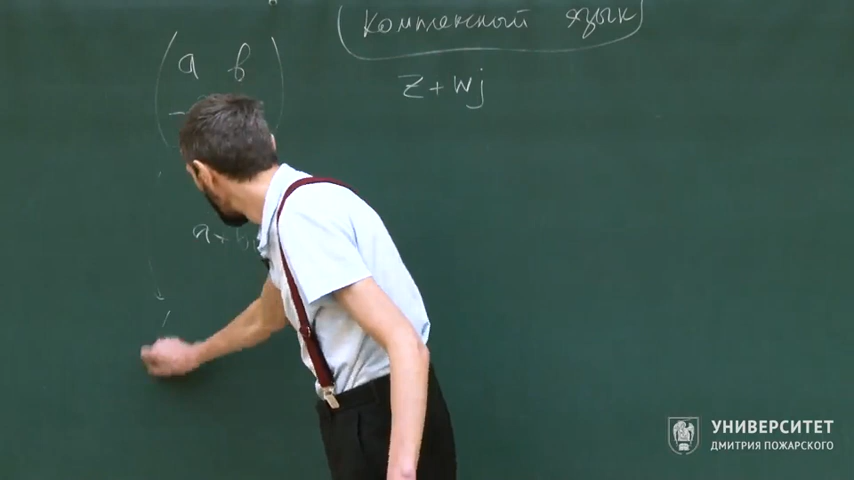 (Комплексный язык)
z + wj
a b
a + b
УНИВЕРСИТЕТ
ДМИТРИЯ ПОЖАРСКОГО